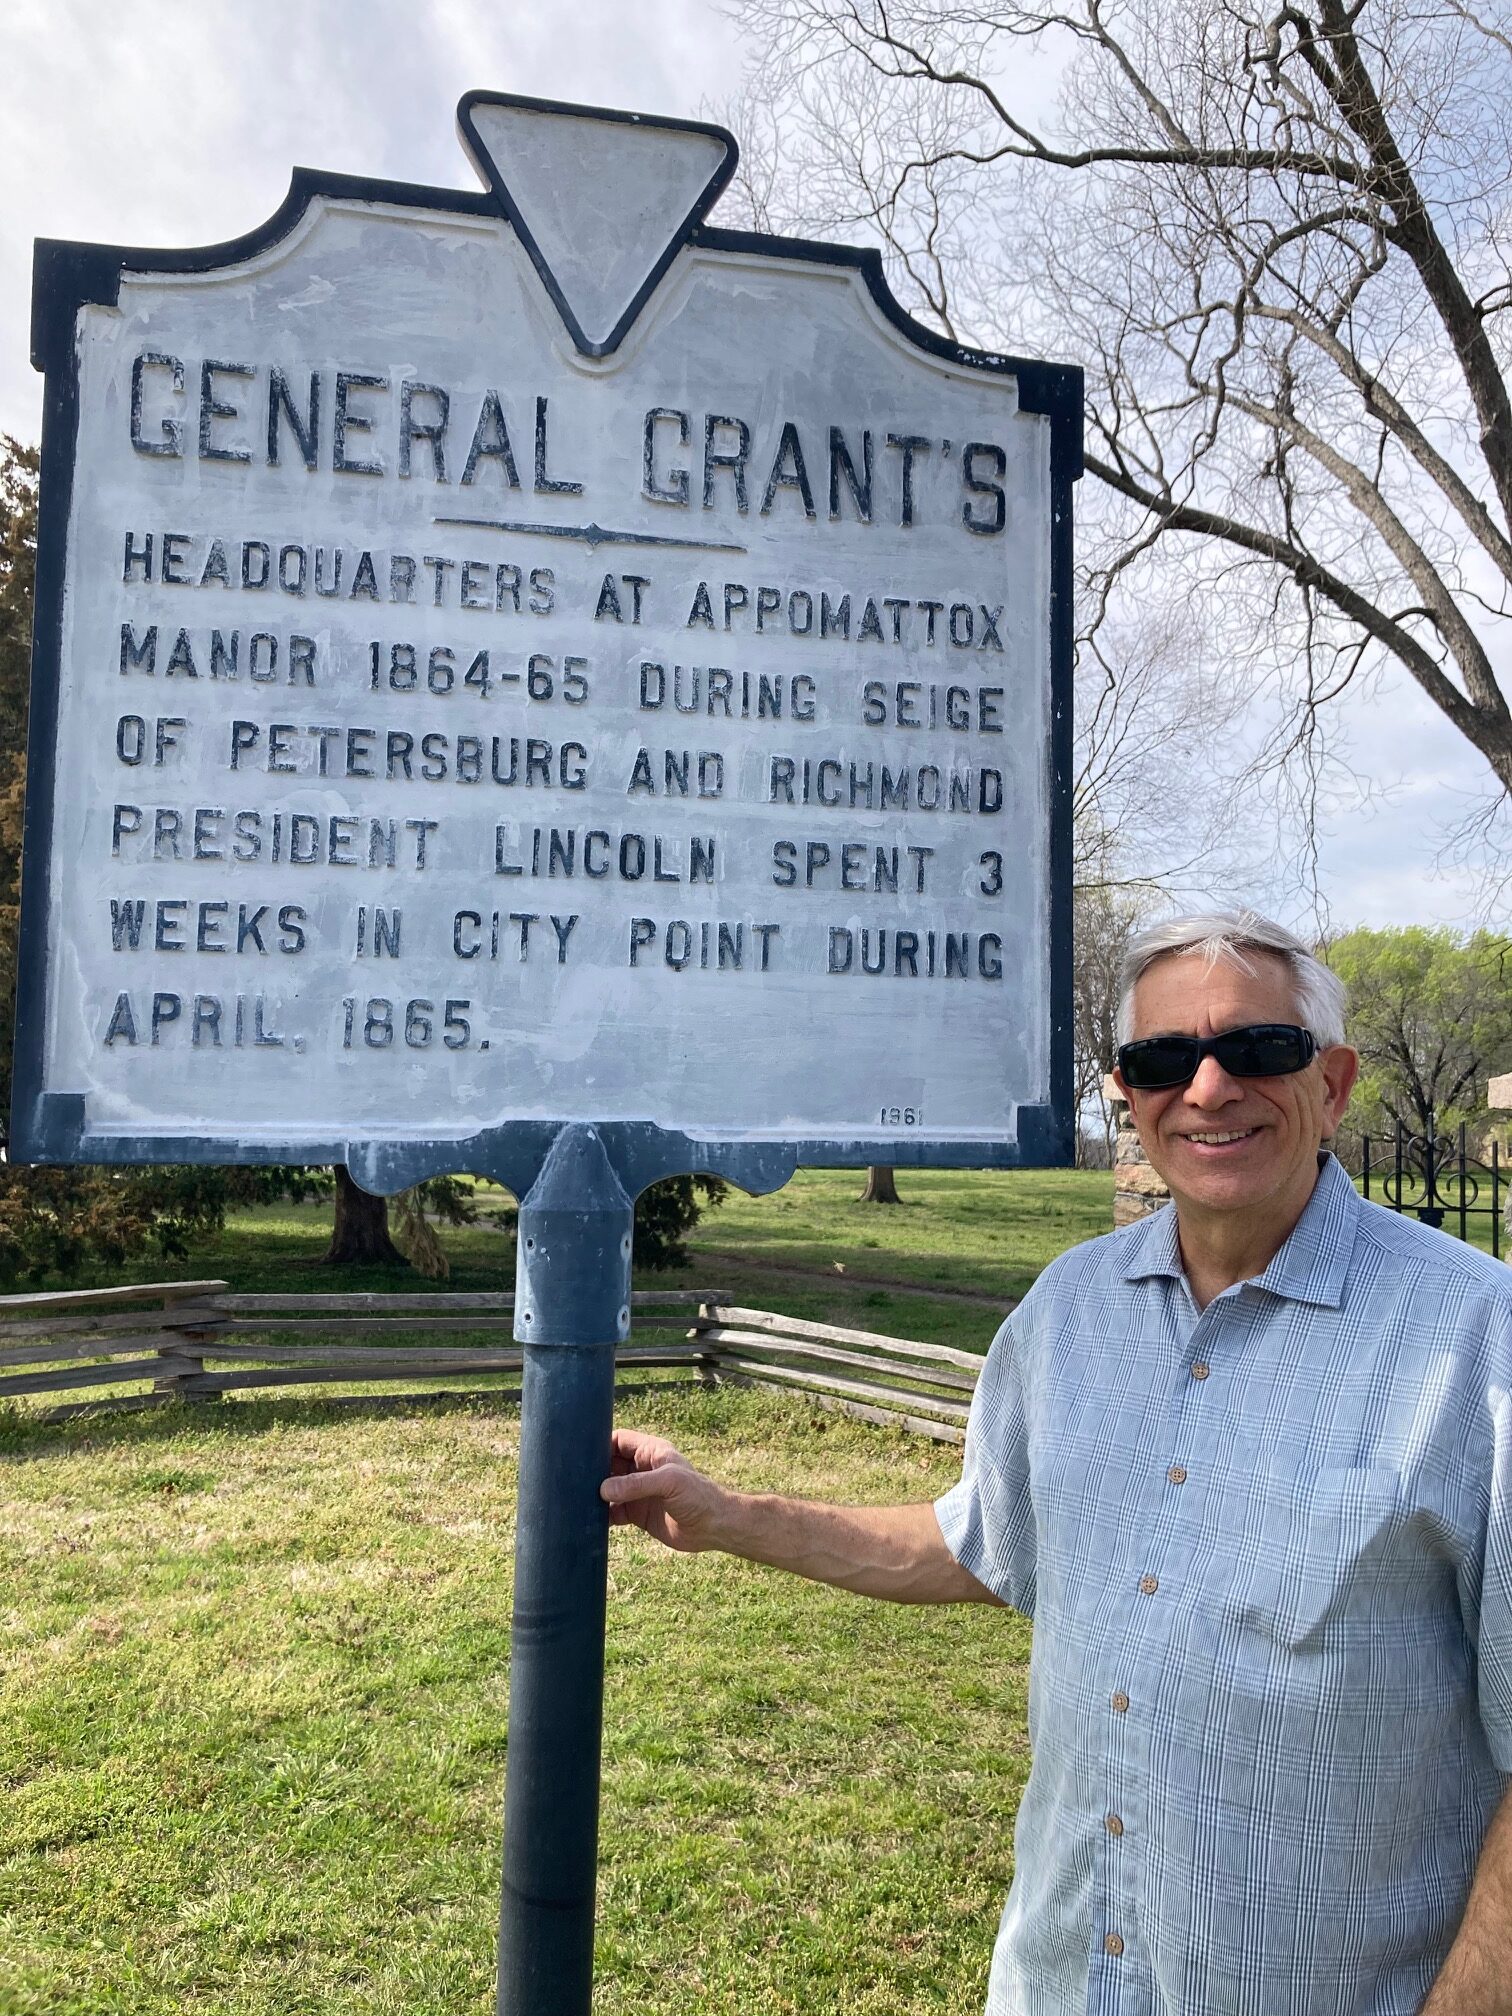 GENERAL GRANT'S
HEADQUARTERS AT APPOMATTOX
MANOR 1864-65 DURING SEIGE
OF PETERSBURG AND RICHMOND
PRESIDENT LINCOLN SPENT 3
WEEKS IN CITY POINT DURING
APRIL, 1865.
1961